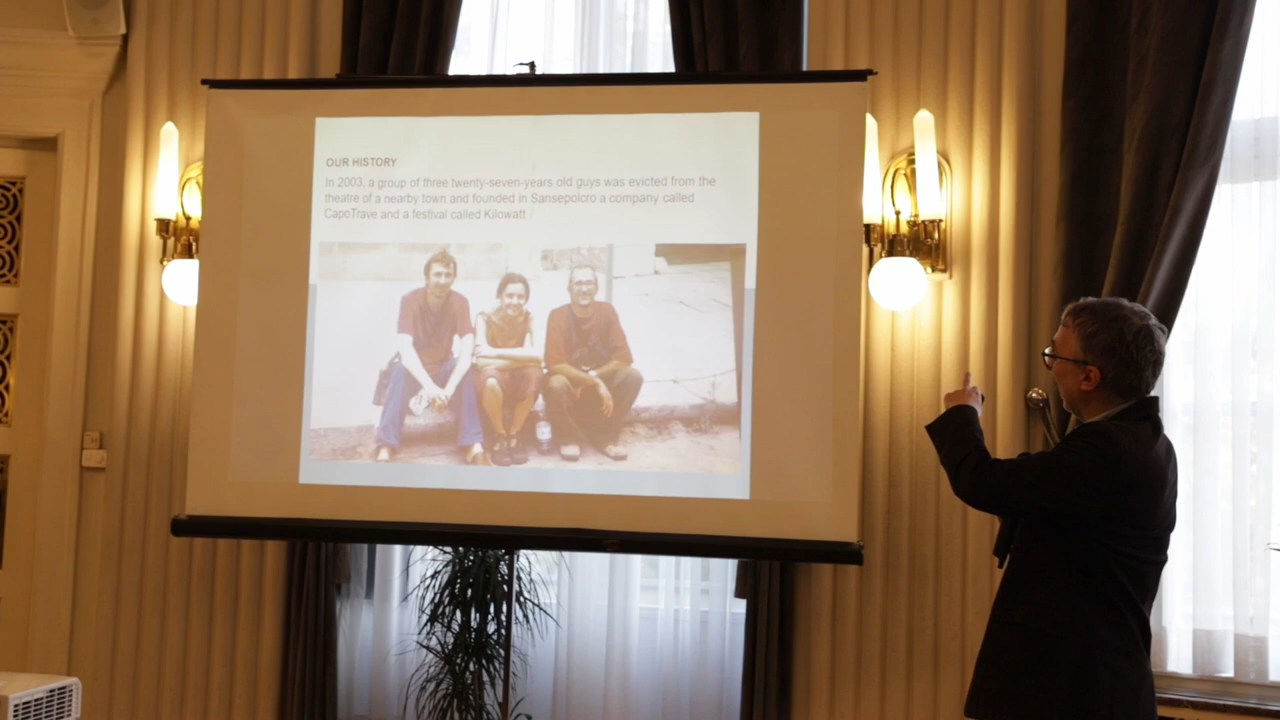 OUR HISTORY
In 2003, a group of three twenty-seven-years old guys was evicted from the
theatre of a nearby town and founded in Sansepolcro a company called
CapoTrave and a festival called Kilowatt